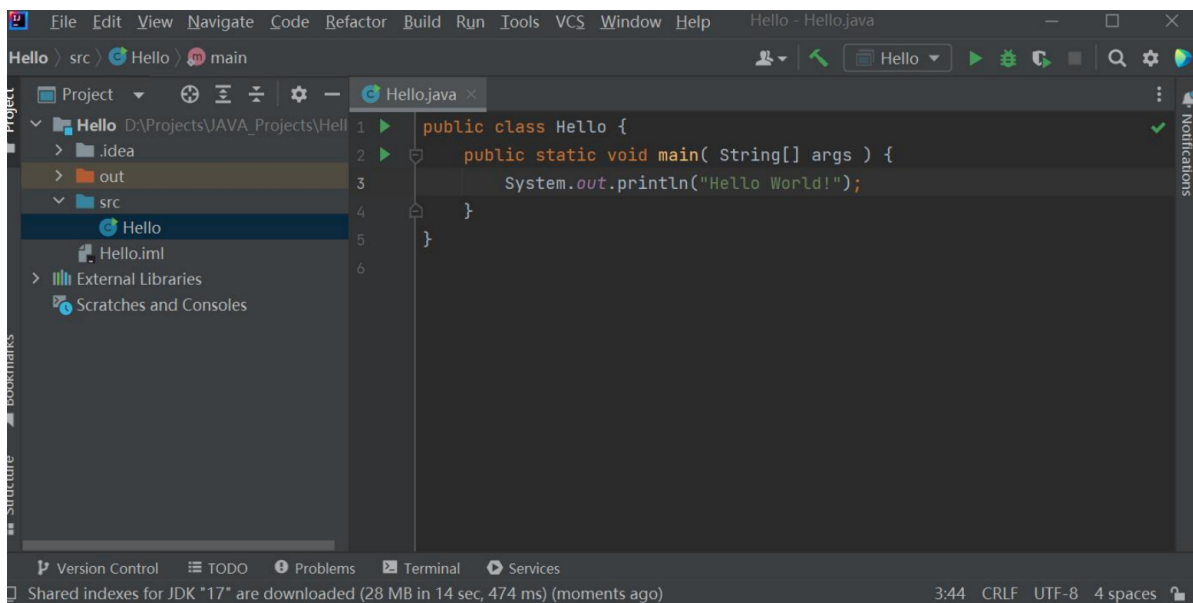 File Edit View Navigate Code Refactor Build Run Tools VCS Window Help Hello - Hello.java
Hello src Hello main Hello
Project Hello.java
Project
Hello D:\Projects\JAVA_Projects\Hell 1 public class Hello {
.idea 2 public static void main( String[] args ) {
out 3 System.out.println("Hello World!");
src 4 }
Hello 5 }
Hello.iml 6
External Libraries
Scratches and Consoles
Notifications
Bookmarks
Structure
Version Control TODO Problems Terminal Services
Shared indexes for JDK "17" are downloaded (28 MB in 14 sec, 474 ms) (moments ago) 3:44 CRLF UTF-8 4 spaces